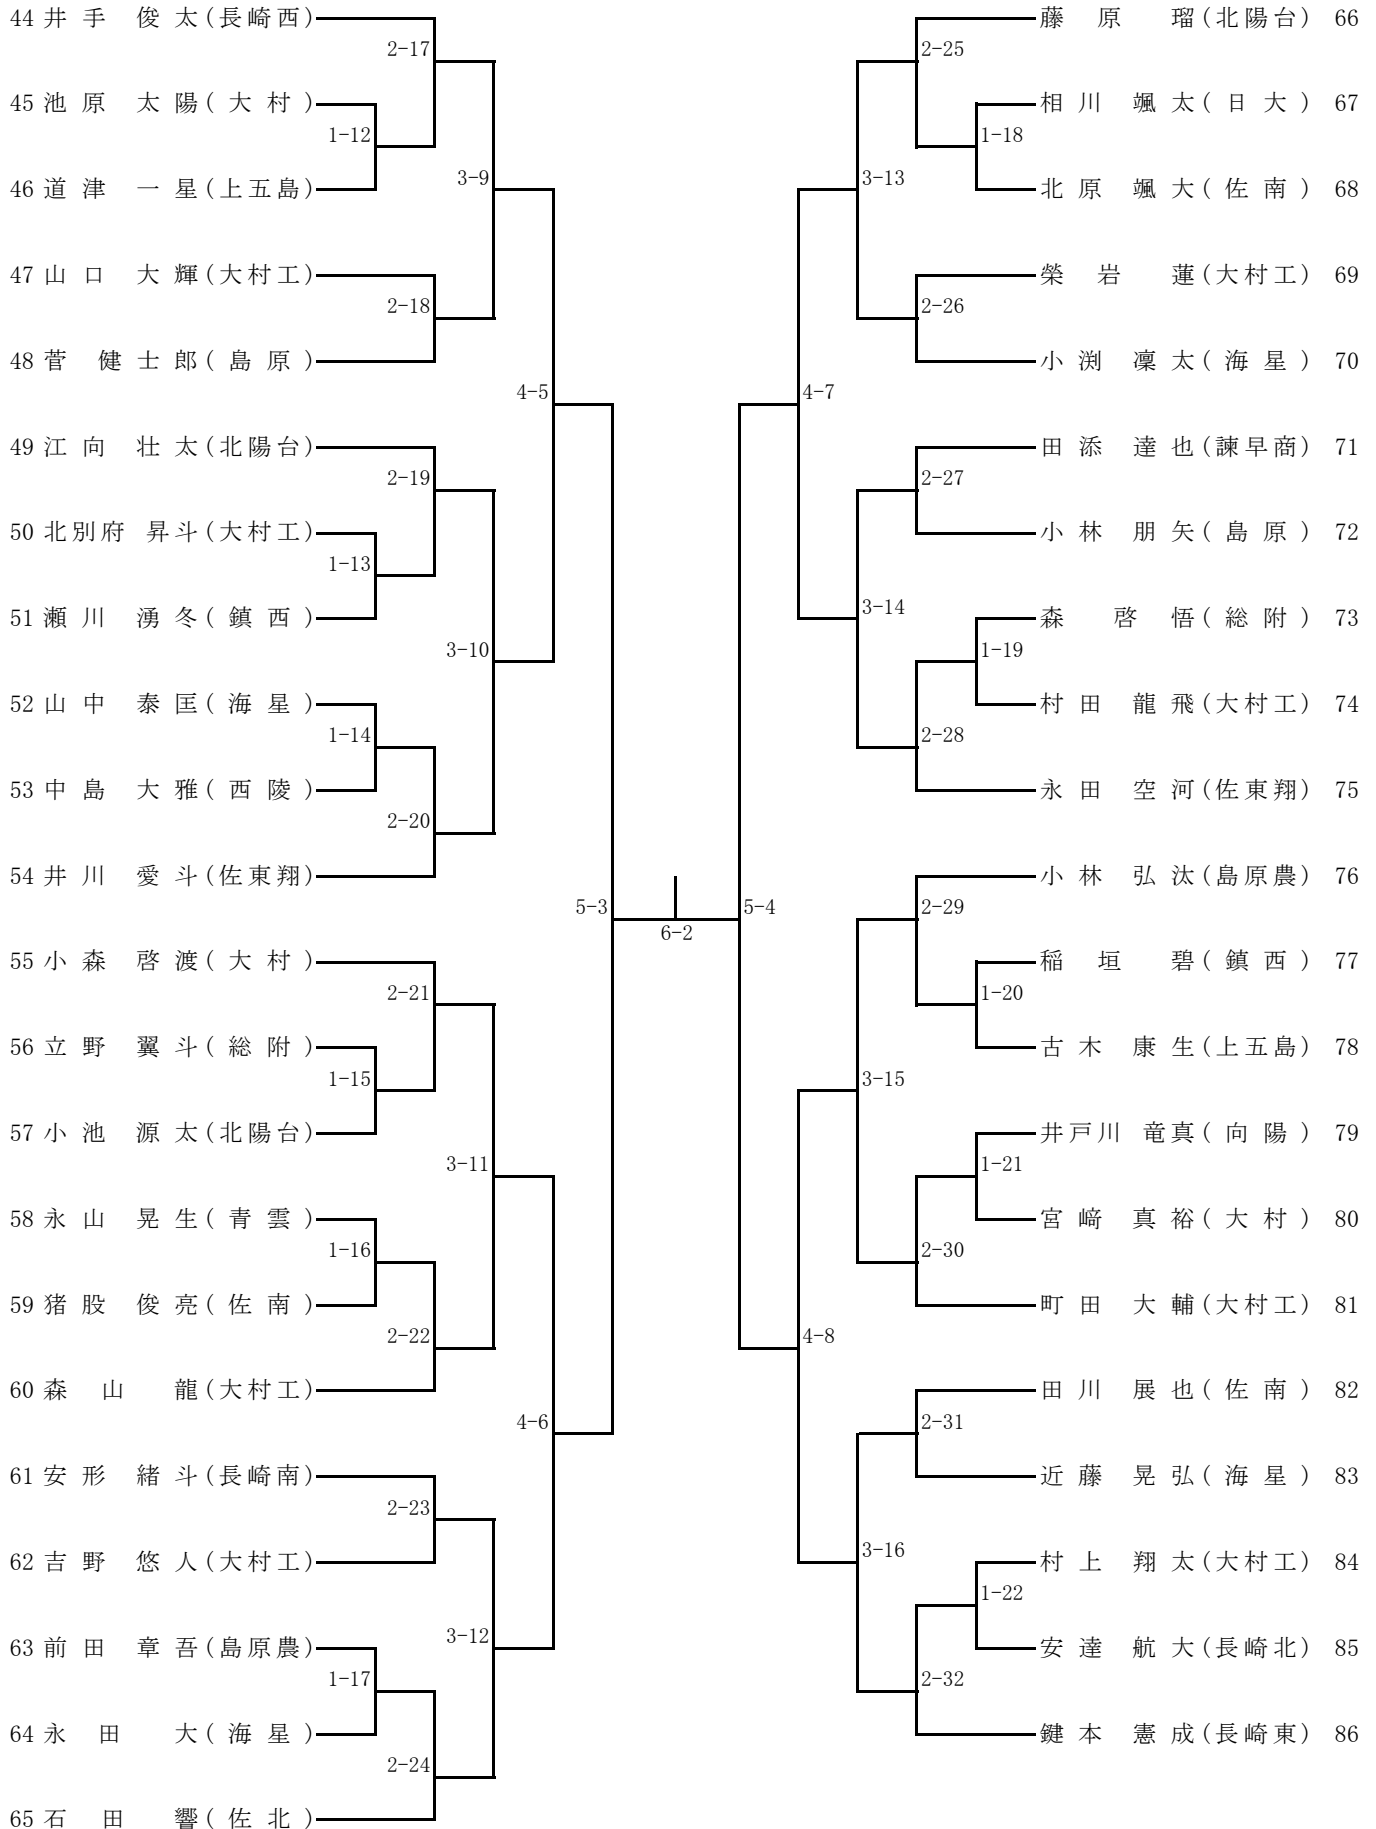 44 井手 俊太(長崎西)
2-17
45 池原 太陽(大村)
1-12
46 道津 一星(上五島)
3-9
47 山口 大輝(大村工)
2-18
48 菅 健士郎(島原)
4-5
49 江向 壮太(北陽台)
2-19
50 北別府 昇斗(大村工)
1-13
51 瀬川 湧冬(鎮西)
3-10
52 山中 泰匡(海星)
1-14
53 中島 大雅(西陵)
2-20
54 井川 愛斗(佐東翔)
5-3
55 小森 啓渡(大村)
2-21
56 立野 翼斗(総附)
1-15
57 小池 源太(北陽台)
3-11
58 永山 晃生(青雲)
1-16
59 猪股 俊亮(佐南)
2-22
60 森山 龍(大村工)
4-6
61 安形 緒斗(長崎南)
2-23
62 吉野 悠人(大村工)
3-12
63 前田 章吾(島原農)
1-17
64 永田 大(海星)
2-24
65 石田 響(佐北)
6-2
藤原 瑠(北陽台) 66
2-25
相川 颯太(日大) 67
1-18
北原 颯大(佐南) 68
3-13
榮岩 蓮(大村工) 69
2-26
小渕 凜太(海星) 70
4-7
田添 達也(諫早商) 71
2-27
小林 朋矢(島原) 72
3-14
森 啓悟(総附) 73
1-19
村田 龍飛(大村工) 74
2-28
永田 空河(佐東翔) 75
5-4
小林 弘汰(島原農) 76
2-29
稲垣 碧(鎮西) 77
1-20
古木 康生(上五島) 78
3-15
井戸川 竜真(向陽) 79
1-21
宮﨑 真裕(大村) 80
2-30
町田 大輔(大村工) 81
4-8
田川 展也(佐南) 82
2-31
近藤 晃弘(海星) 83
3-16
村上 翔太(大村工) 84
1-22
安達 航大(長崎北) 85
2-32
鍵本 憲成(長崎東) 86